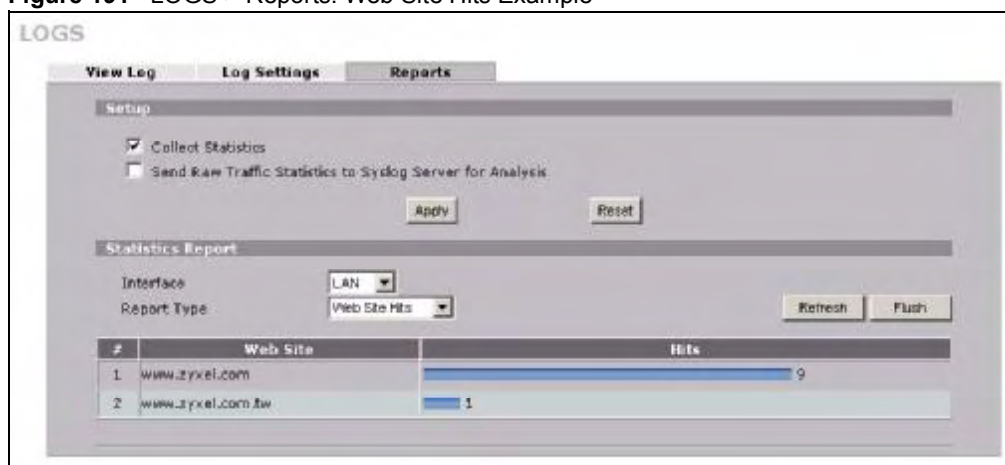 LOGS > Reports: Web Site Hits Example
LOGS
View Log Log Settings Reports
Setup
Collect Statistics
Send Raw Traffic Statistics to Syslog Server for Analysis
Apply Reset
Statistics Report
Interface LAN
Report Type Web Site Hits Refresh Flush
# Web Site Hits
1 www.zyxel.com 9
2 www.zyxel.com.tw 1